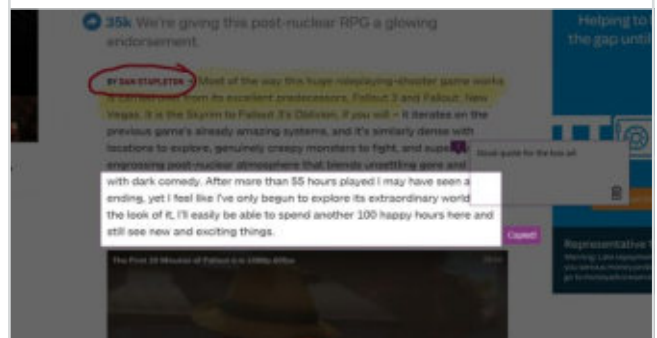 35k We're giving this post-nuclear RPG a glowing
endorsement.
Helping to
the gap until
BY DAN STAPLETON - Most of the way this huge roleplaying-shooter game works
is carried over from its excellent predecessors, Fallout 3 and Fallout: New
Vegas. It is the Skyrim to Fallout 3's Oblivion, if you will – it iterates on the
previous game's already amazing systems, and it's similarly dense with
locations to explore, genuinely creepy monsters to fight, and
engrossing post-nuclear atmosphere that blends unsettling gore and
Good quote for the box art
with dark comedy. After more than 55 hours played I may have seen a
ending, yet I feel like I've only begun to explore its extraordinary world
the look of it, I'll easily be able to spend another 100 happy hours here and
still see new and exciting things.
Copied!
Representative
The First 19 Minutes of Fallout 4 in 1080p 60fps